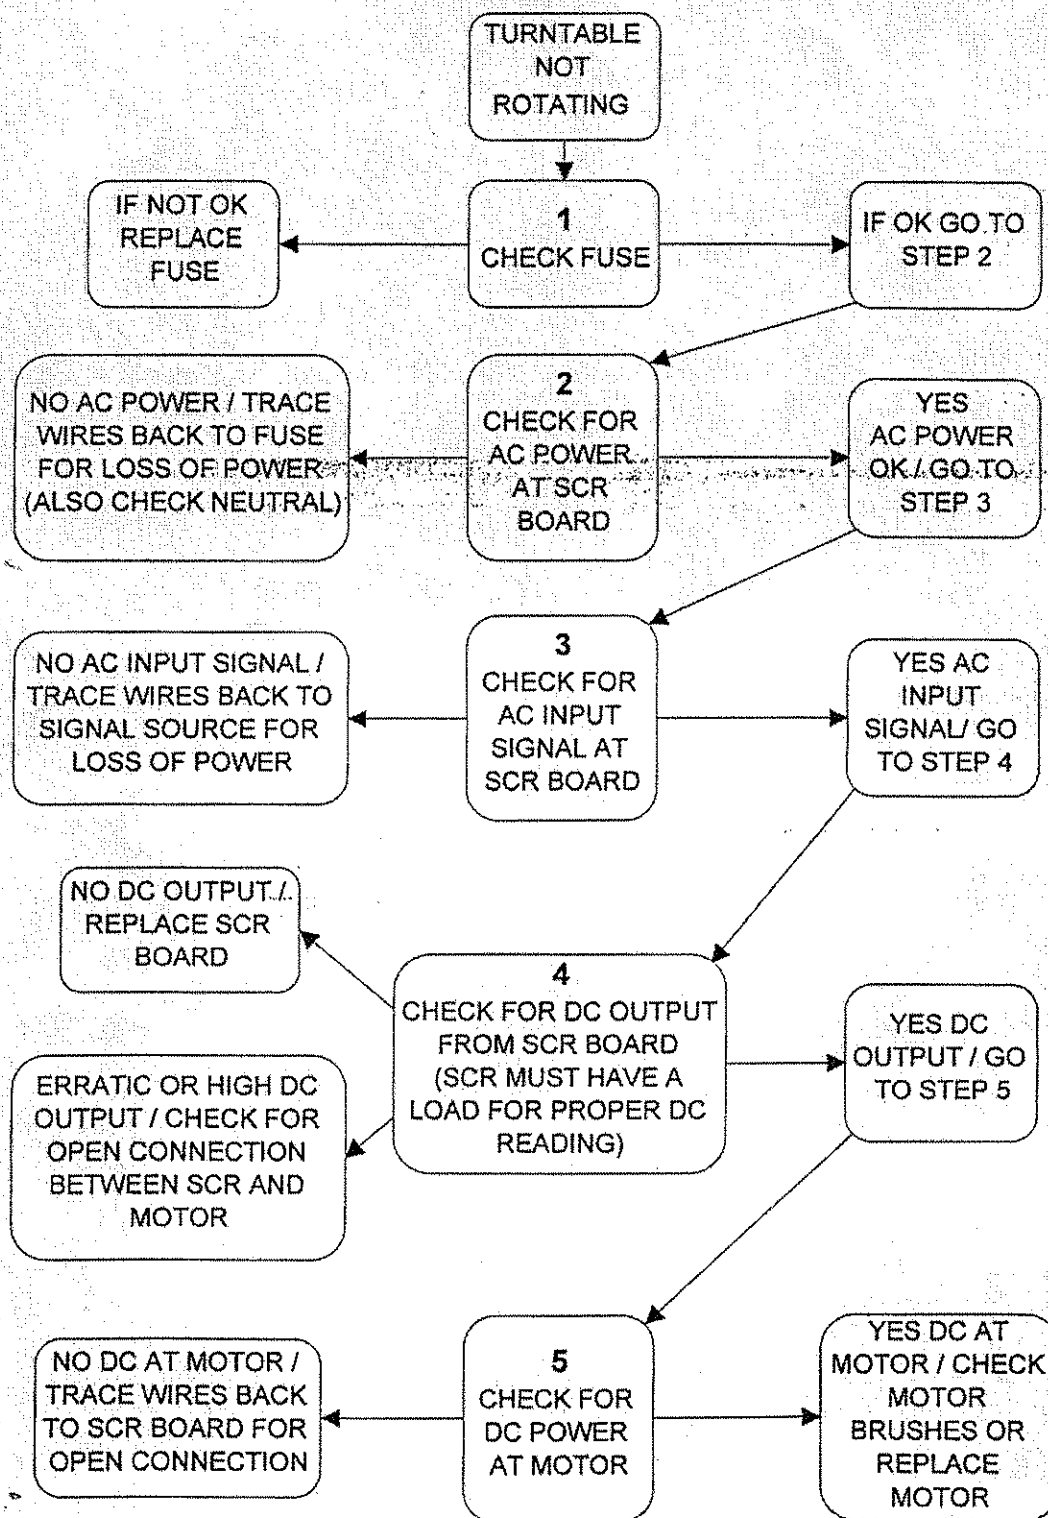 TURNTABLE
NOT
ROTATING
IF NOT OK
REPLACE
FUSE
1
CHECK FUSE
IF OK GO TO
STEP 2
NO AC POWER / TRACE
WIRES BACK TO FUSE
FOR LOSS OF POWER
(ALSO CHECK NEUTRAL)
2
CHECK FOR
AC POWER
AT SCR
BOARD
YES
AC POWER
OK / GO TO
STEP 3
NO AC INPUT SIGNAL /
TRACE WIRES BACK TO
SIGNAL SOURCE FOR
LOSS OF POWER
3
CHECK FOR
AC INPUT
SIGNAL AT
SCR BOARD
YES AC
INPUT
SIGNAL/ GO
TO STEP 4
NO DC OUTPUT /
REPLACE SCR
BOARD
ERRATIC OR HIGH DC
OUTPUT / CHECK FOR
OPEN CONNECTION
BETWEEN SCR AND
MOTOR
4
CHECK FOR DC OUTPUT
FROM SCR BOARD
(SCR MUST HAVE A
LOAD FOR PROPER DC
READING)
YES DC
OUTPUT / GO
TO STEP 5
NO DC AT MOTOR /
TRACE WIRES BACK
TO SCR BOARD FOR
OPEN CONNECTION
5
CHECK FOR
DC POWER
AT MOTOR
YES DC AT
MOTOR / CHECK
MOTOR
BRUSHES OR
REPLACE
MOTOR